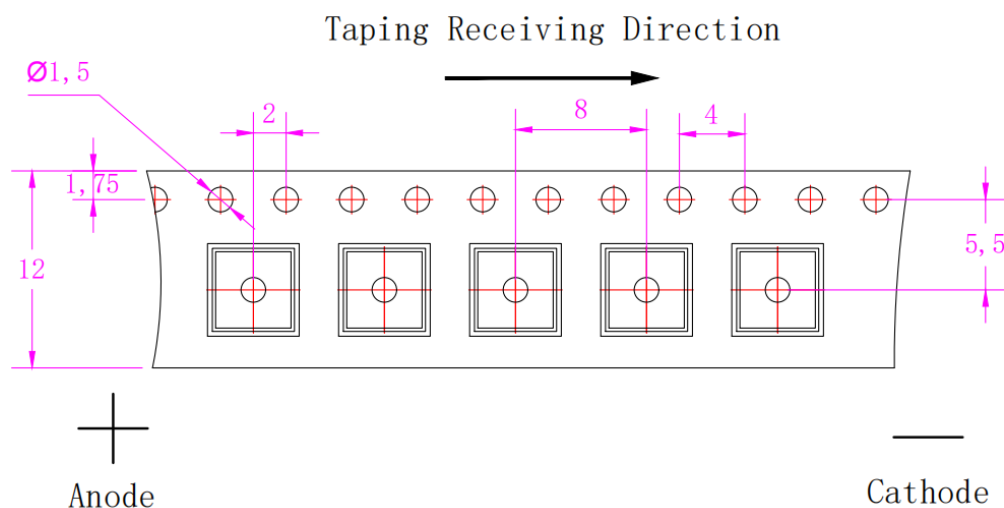 Taping Receiving Direction
Ø1,5
2
8
4
1,75
12
5,5
Anode
Cathode